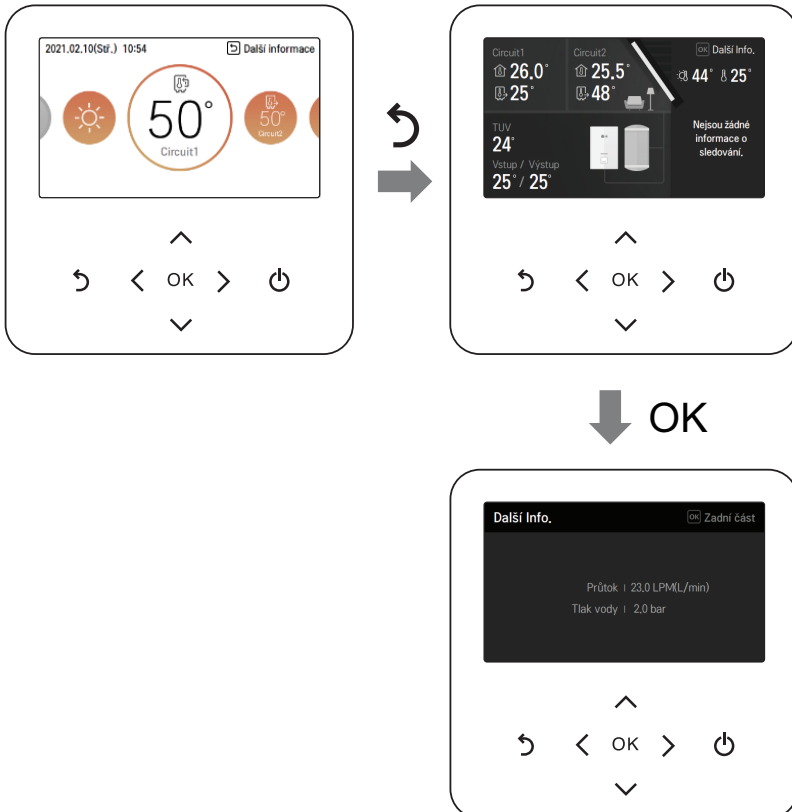 2021.02.10(Stř.) 10:54 Další informace
50°
Circuit1
50°
Circuit2
OK
Circuit1
26.0°
25°
Circuit2
25.5°
48°
OK Další Info.
44° 25°
TUV
24°
Vstup / Výstup
25° / 25°
Nejsou žádné
informace o
sledování.
OK
OK
Další Info.
OK Zadní část
Průtok | 23.0 LPM(L/min)
Tlak vody | 2.0 bar
OK